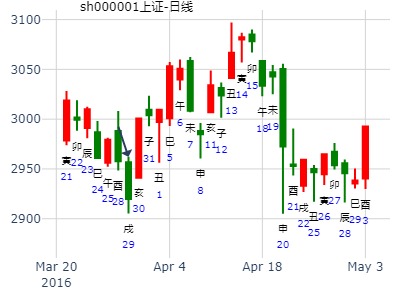 sh000001上证-日线
3100
3050
3000
2950
2900
寅 21
卯 22
辰 23
巳 24
午 25
酉 28
戌 29
亥 30
子 31
丑 1
巳 5
午 6
未 7
申 8
亥 11
子 12
丑 13
寅 14
卯 15
午 18
未 19
申 20
酉 21
戌 22
丑 25
寅 26
卯 27
辰 28
巳 29
酉 3
Mar 20 Apr 4 Apr 18 May 3
2016